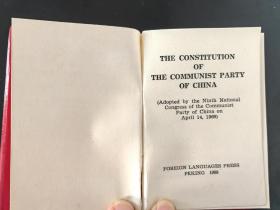 THE CONSTITUTION
OF
THE COMMUNIST PARTY
OF CHINA
(Adopted by the Ninth National
Congress of the Communist
Party of China on
April 14, 1969)
FOREIGN LANGUAGES PRESS
PEKING 1969